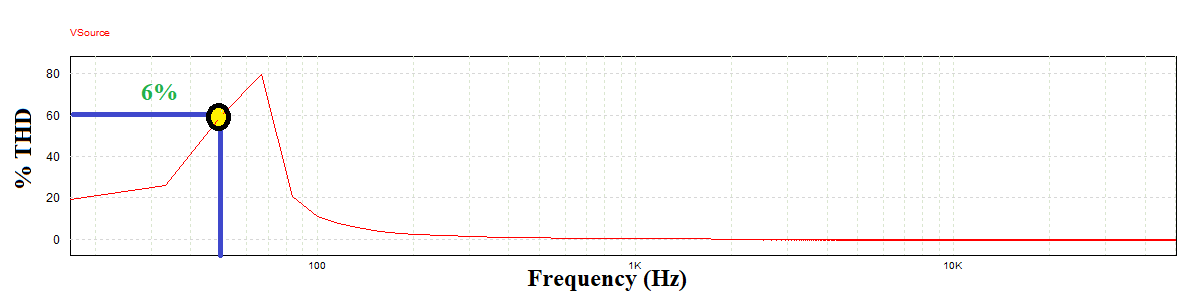 VSource
80
6%
60
40
20
0
% THD
100
1K
10K
Frequency (Hz)